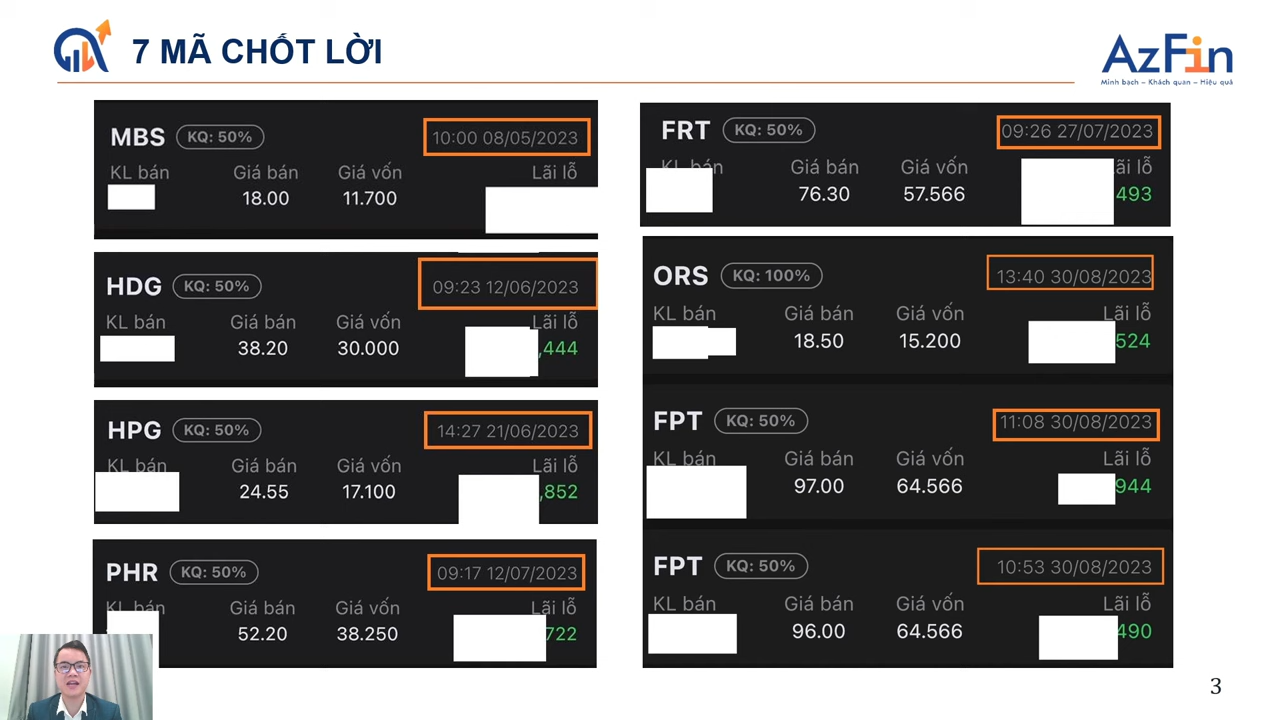 7 MÃ CHỐT LỜI
AzFin
Minh bạch – Khách quan – Hiệu quả
MBS KQ: 50% 10:00 08/05/2023
KL bán Giá bán Giá vốn Lãi lỗ
18.00 11.700
HDG KQ: 50% 09:23 12/06/2023
KL bán Giá bán Giá vốn Lãi lỗ
38.20 30.000 ,444
HPG KQ: 50% 14:27 21/06/2023
KL bán Giá bán Giá vốn Lãi lỗ
24.55 17.100 ,852
PHR KQ: 50% 09:17 12/07/2023
KL bán Giá bán Giá vốn Lãi lỗ
52.20 38.250 722
FRT KQ: 50% 09:26 27/07/2023
KL bán Giá bán Giá vốn Lãi lỗ
76.30 57.566 493
ORS KQ: 100% 13:40 30/08/2023
KL bán Giá bán Giá vốn Lãi lỗ
18.50 15.200 524
FPT KQ: 50% 11:08 30/08/2023
KL bán Giá bán Giá vốn Lãi lỗ
97.00 64.566 944
FPT KQ: 50% 10:53 30/08/2023
KL bán Giá bán Giá vốn Lãi lỗ
96.00 64.566 490
3